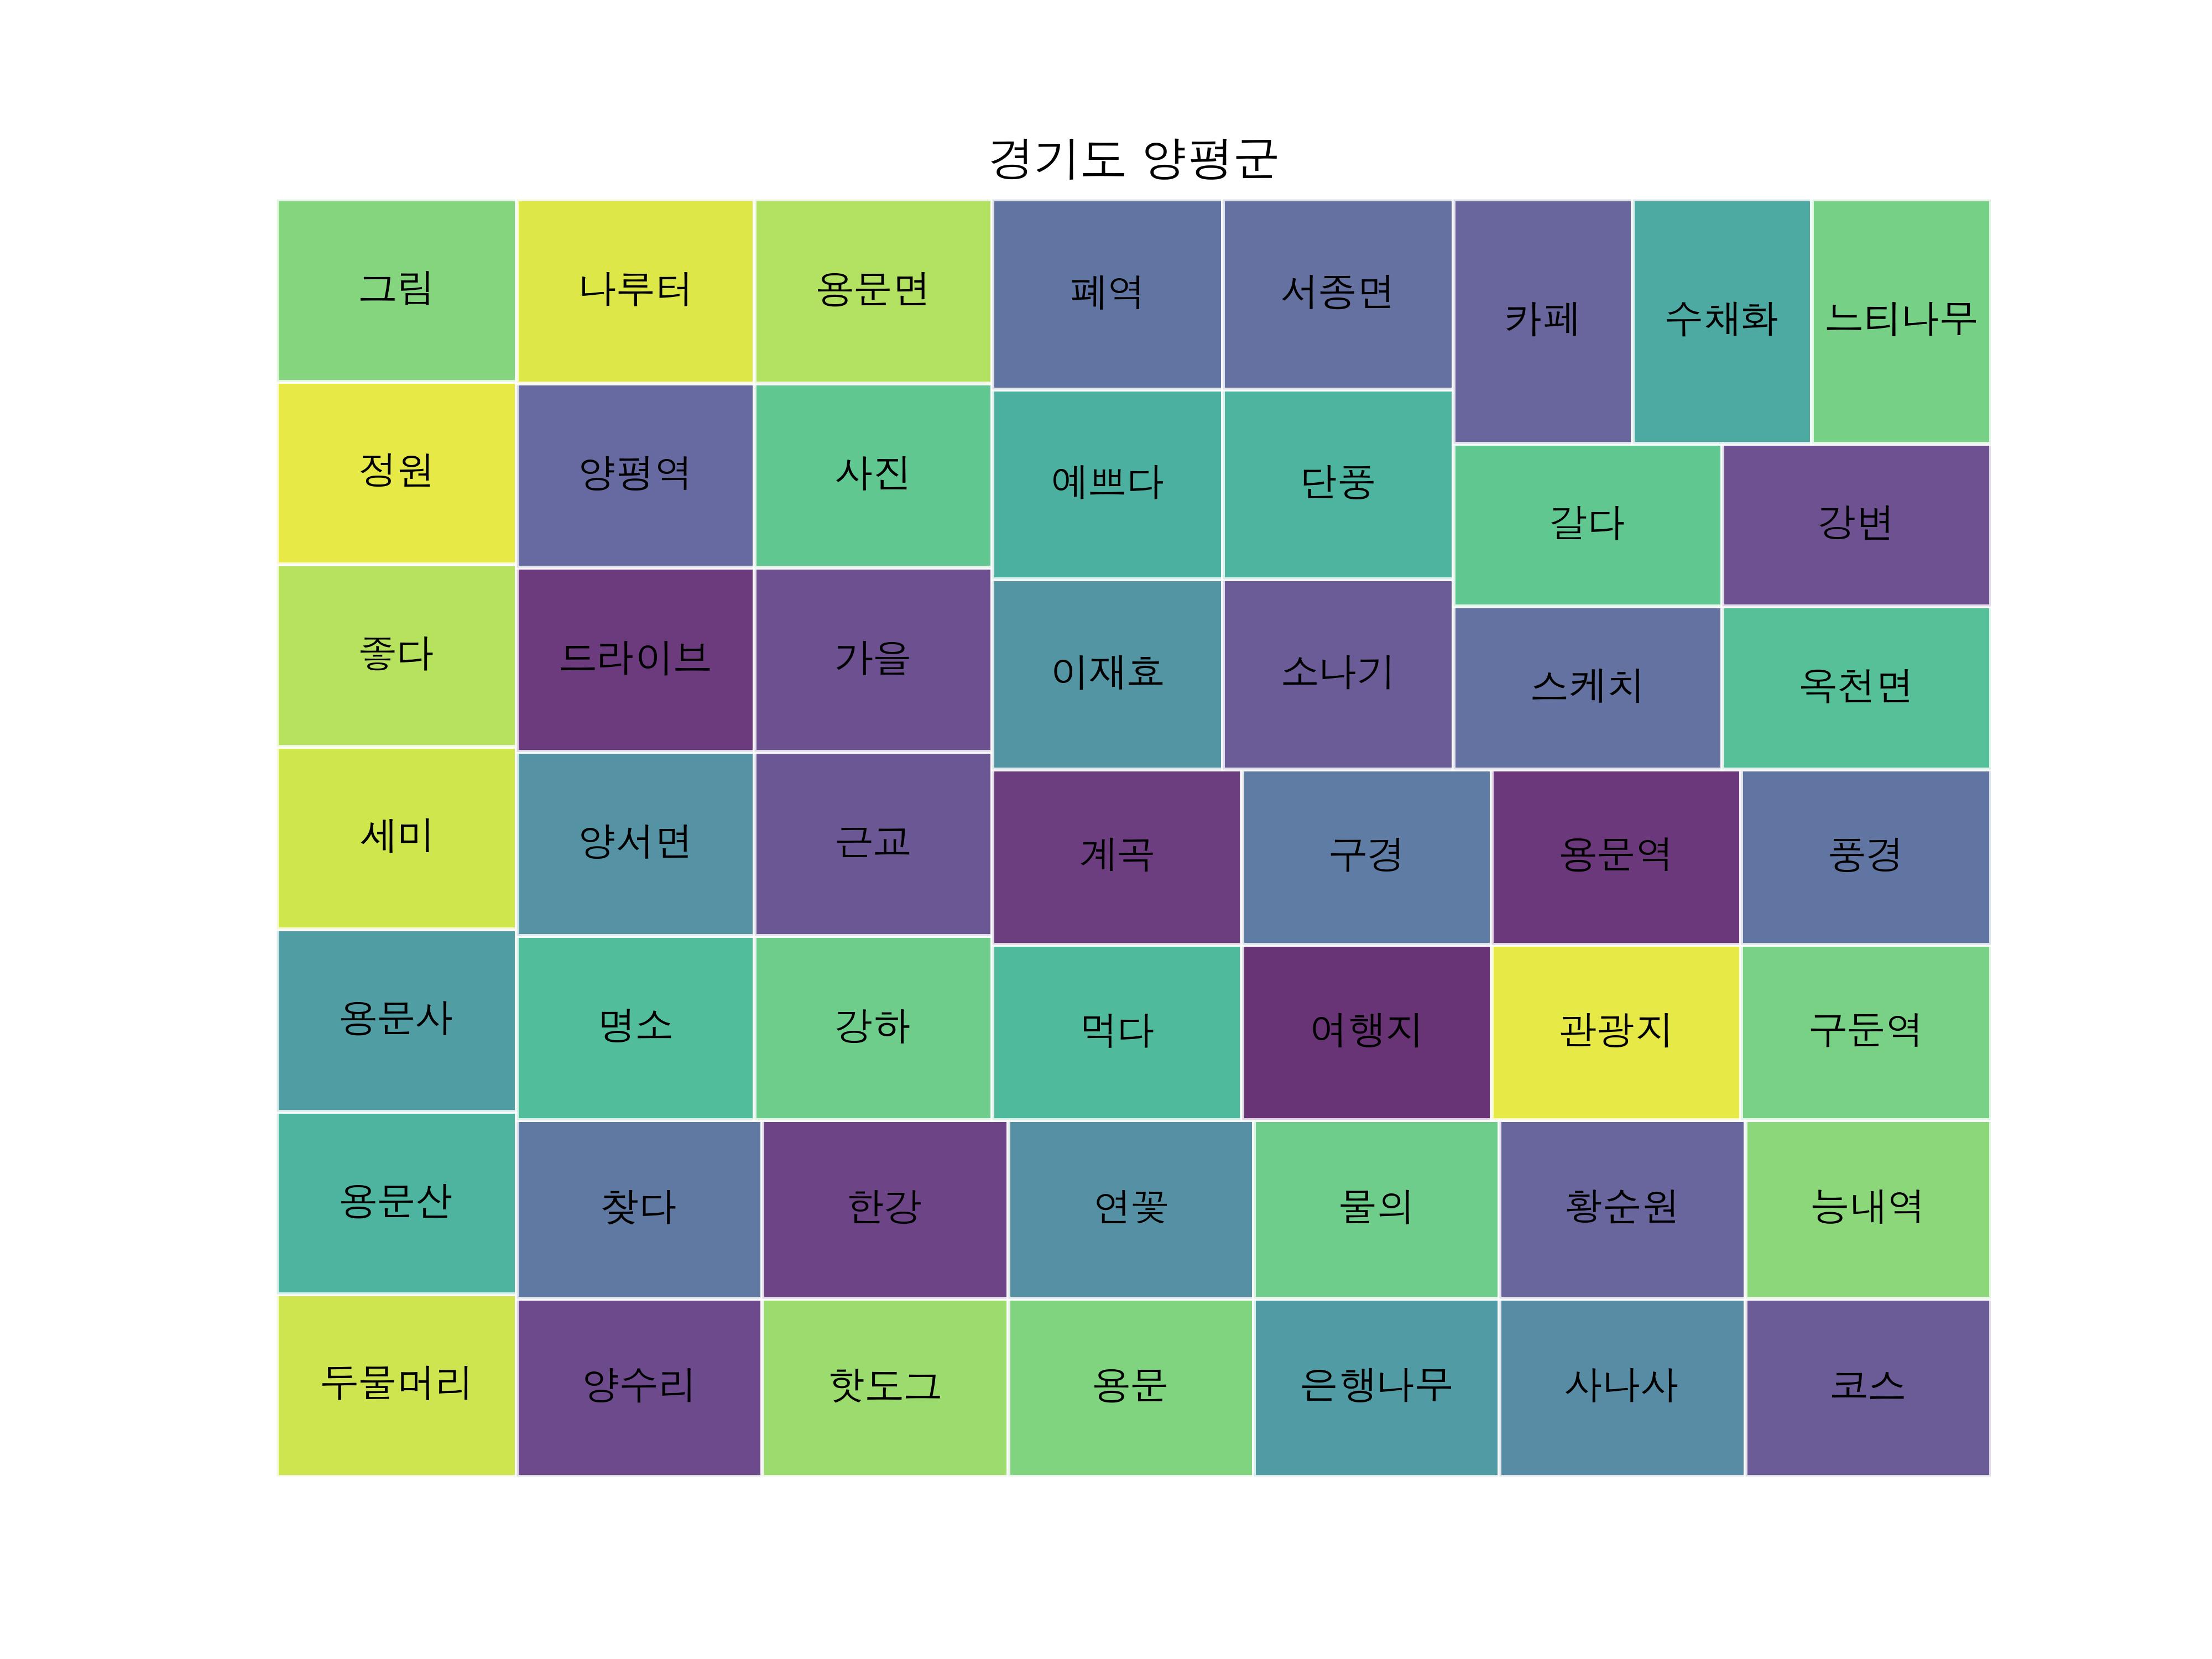 경기도 양평군
그림
나루터
용문면
폐역
서종면
카페
수채화
느티나무
정원
양평역
사진
예쁘다
단풍
갈다
강변
좋다
드라이브
가을
이재효
소나기
스케치
옥천면
세미
양서면
근교
계곡
구경
용문역
풍경
용문사
명소
강하
먹다
여행지
관광지
구둔역
용문산
찾다
한강
연꽃
물의
황순원
능내역
두물머리
양수리
핫도그
용문
은행나무
사나사
코스